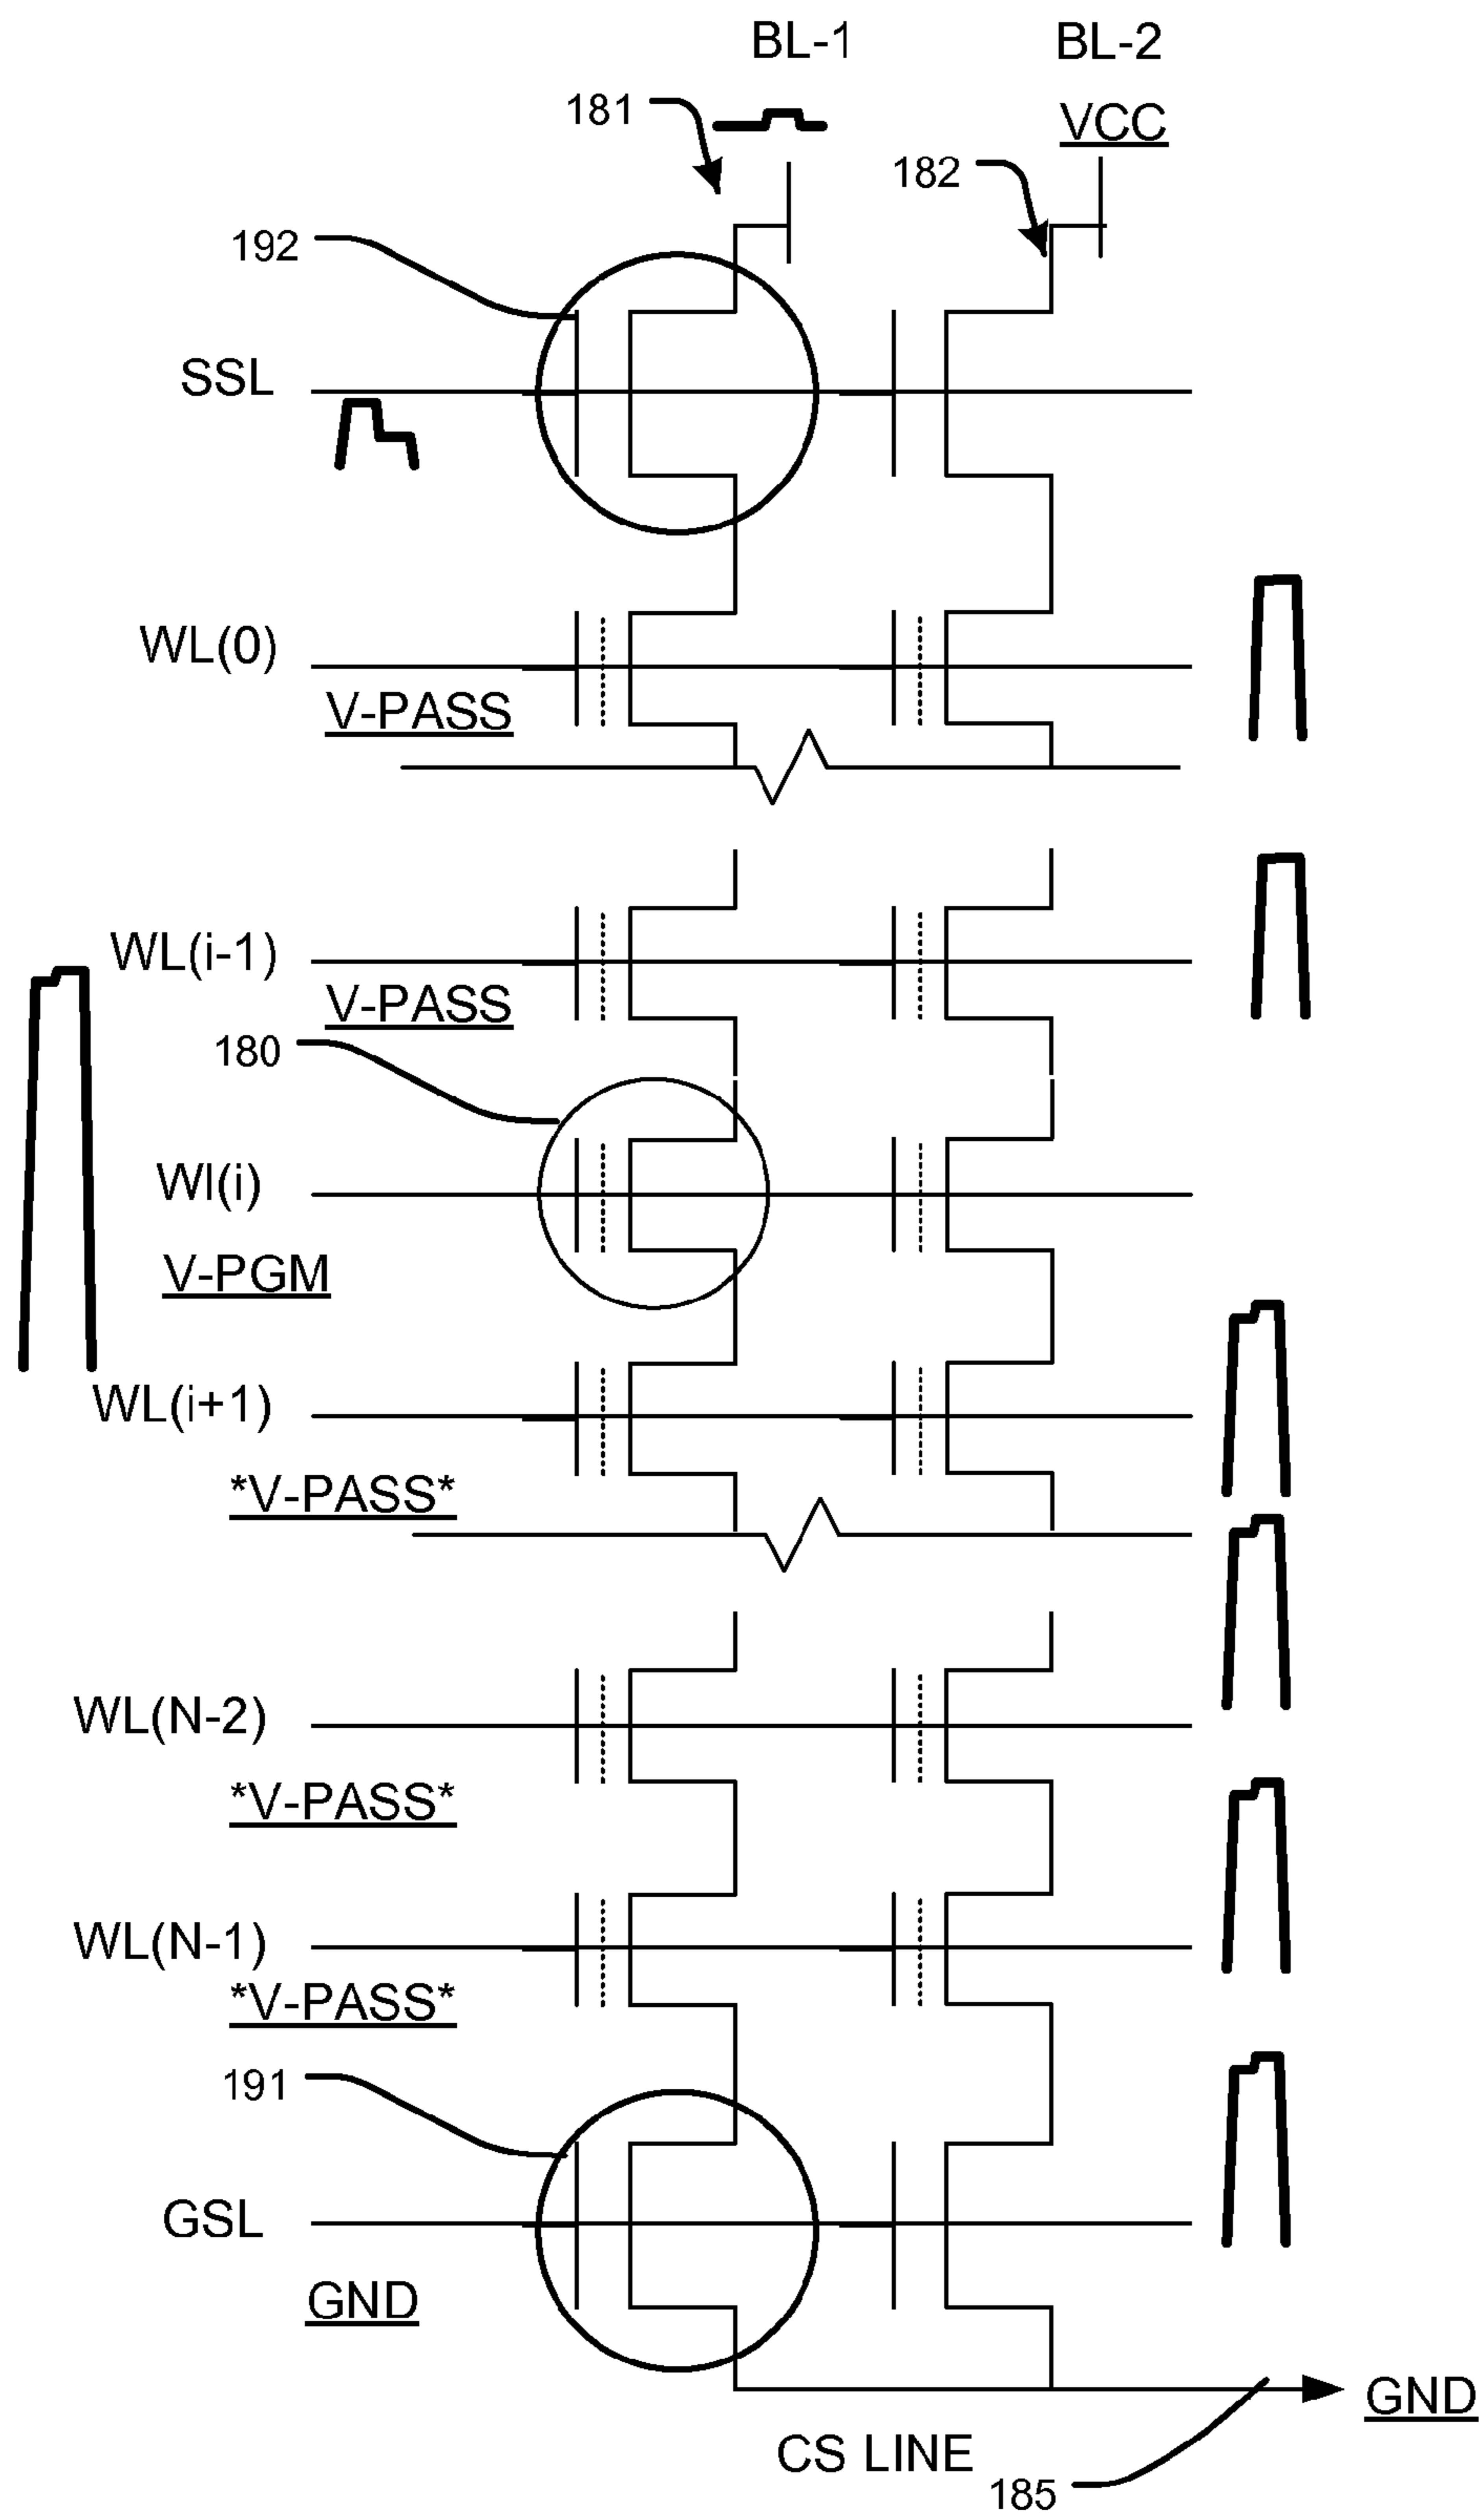 BL-1
BL-2
181
VCC
182
192
SSL
WL(0)
V-PASS
WL(i-1)
V-PASS
180
Wl(i)
V-PGM
WL(i+1)
*V-PASS*
WL(N-2)
*V-PASS*
WL(N-1)
*V-PASS*
191
GSL
GND
GND
CS LINE
185